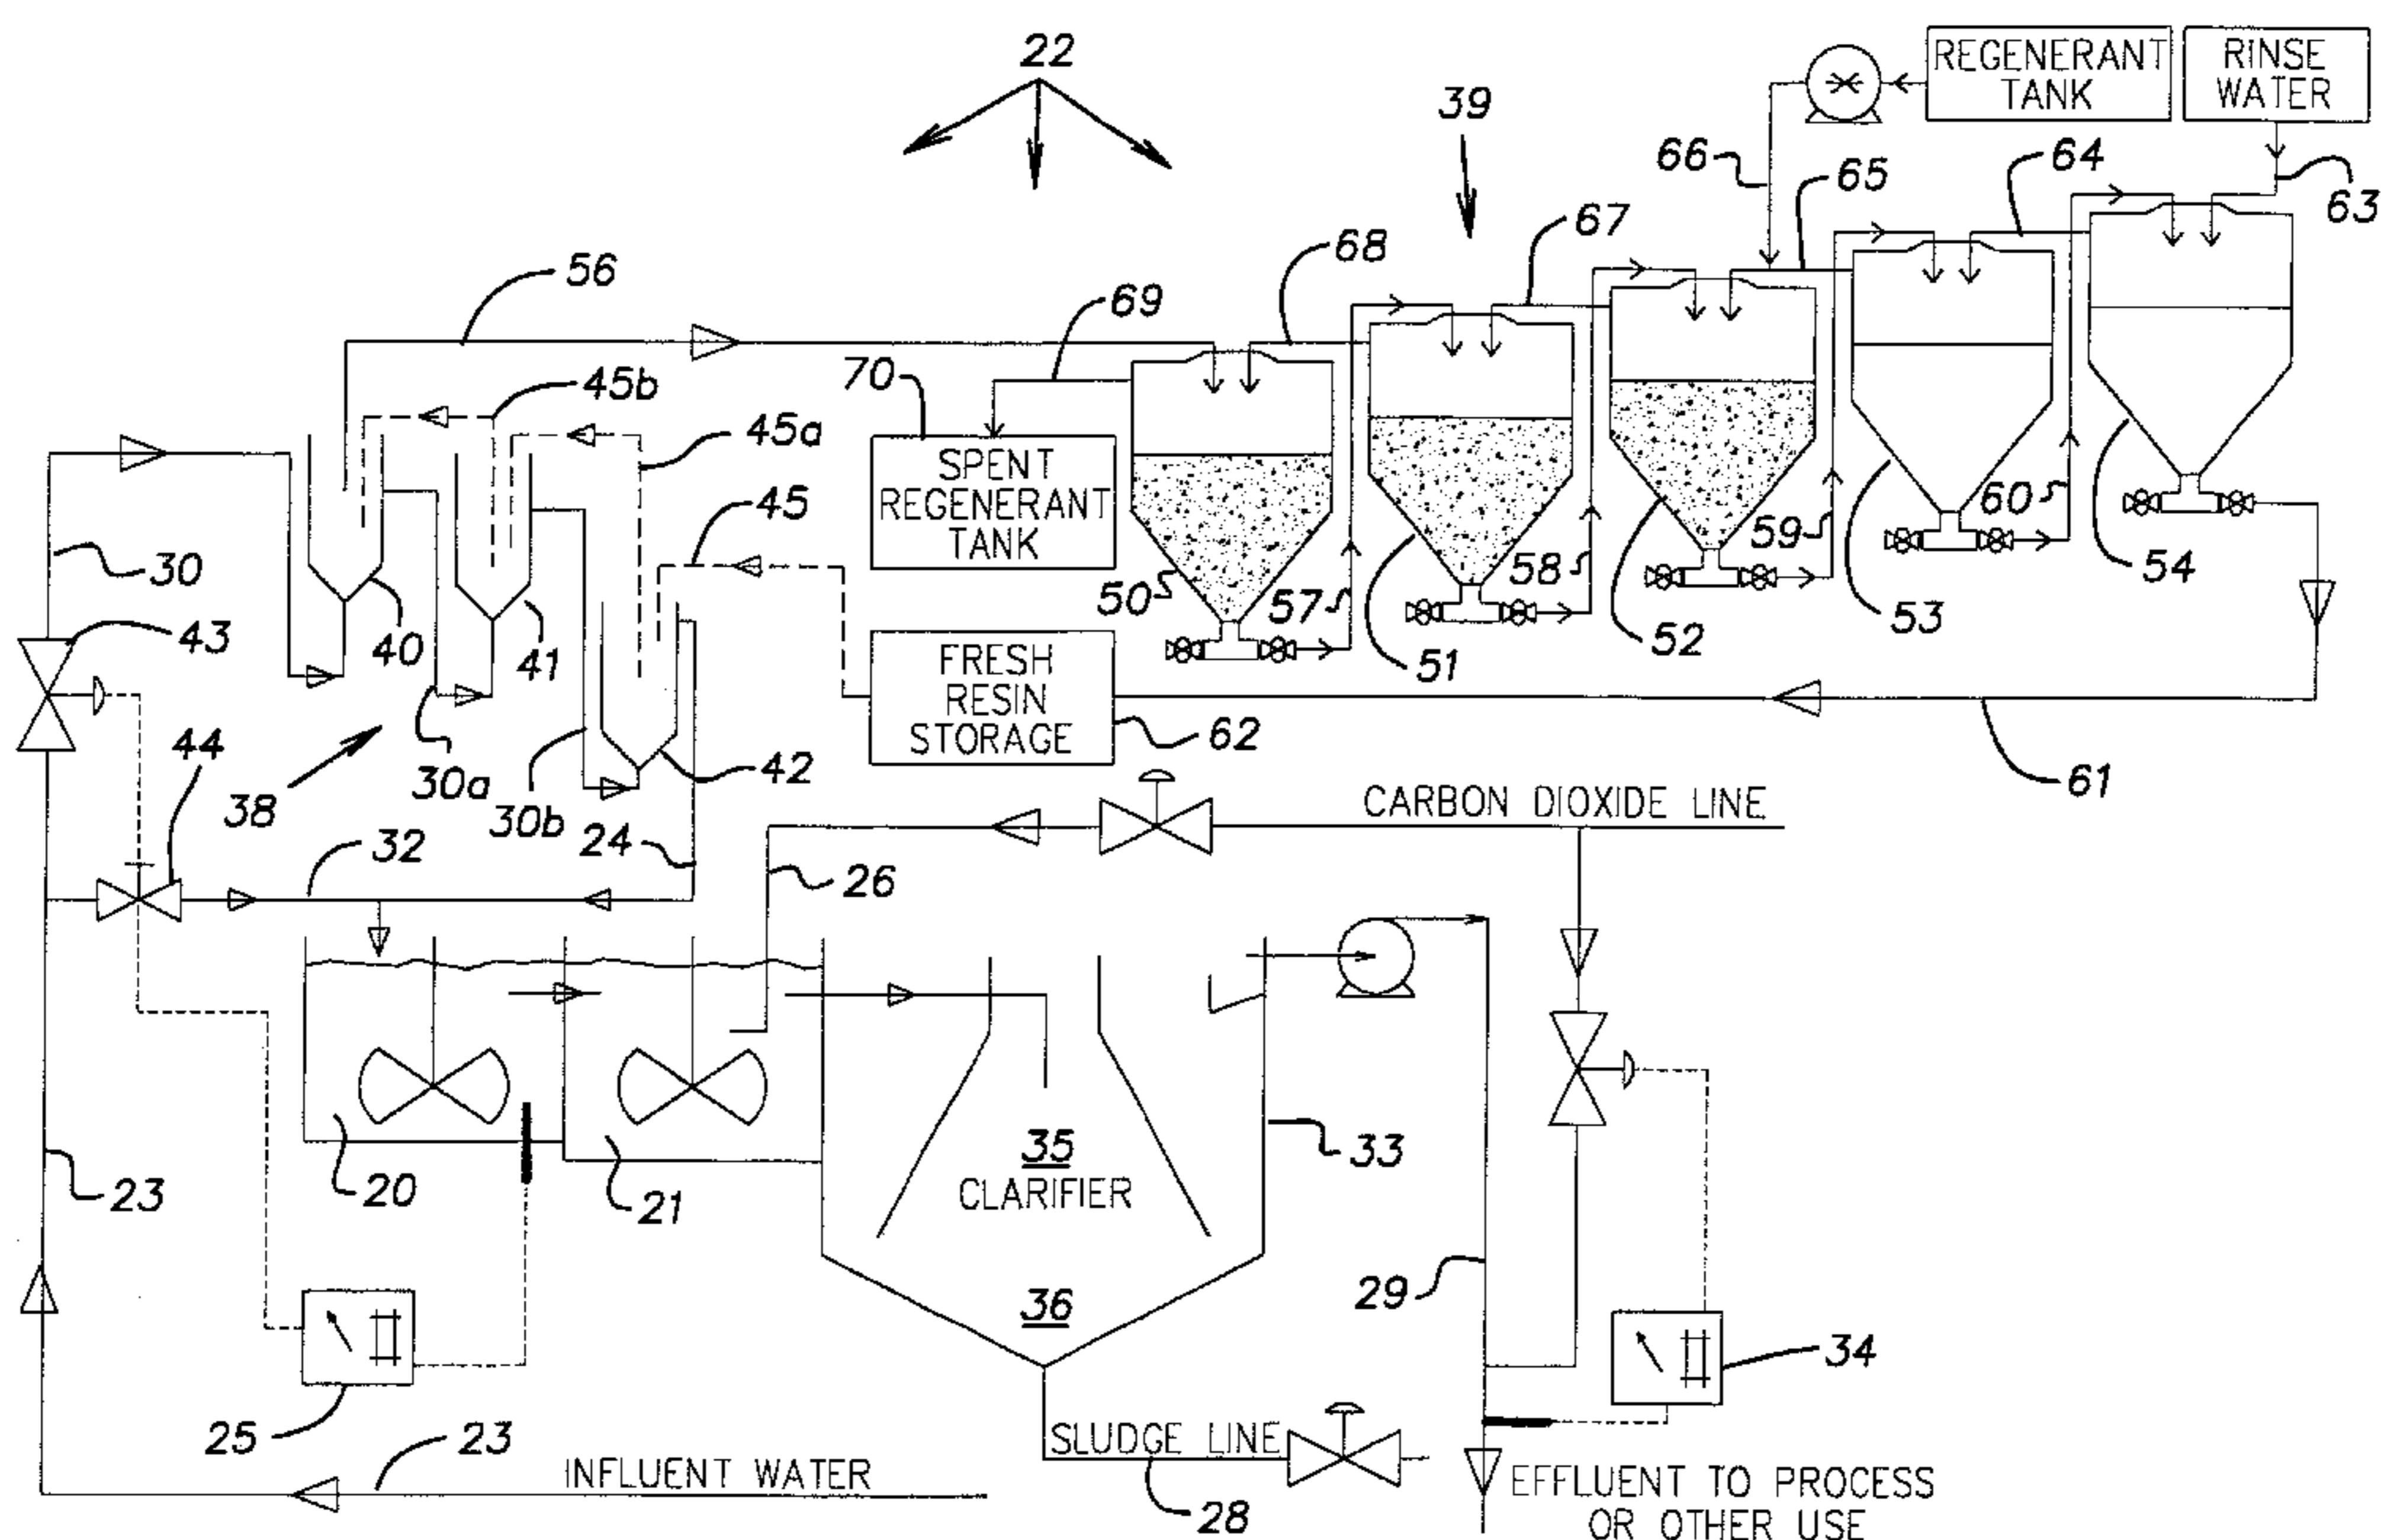 22
39
REGENERANT
TANK
RINSE
WATER
66
65
64
63
56
69
68
67
45b
45a
45
70
SPENT
REGENERANT
TANK
50
57
51
58
52
59
53
60
54
30
43
40
41
44
38
30a
30b
42
FRESH
RESIN
STORAGE
62
61
32
24
26
CARBON DIOXIDE LINE
20
21
35
CLARIFIER
33
23
36
29
25
34
23
INFLUENT WATER
SLUDGE LINE
28
EFFLUENT TO PROCESS
OR OTHER USE